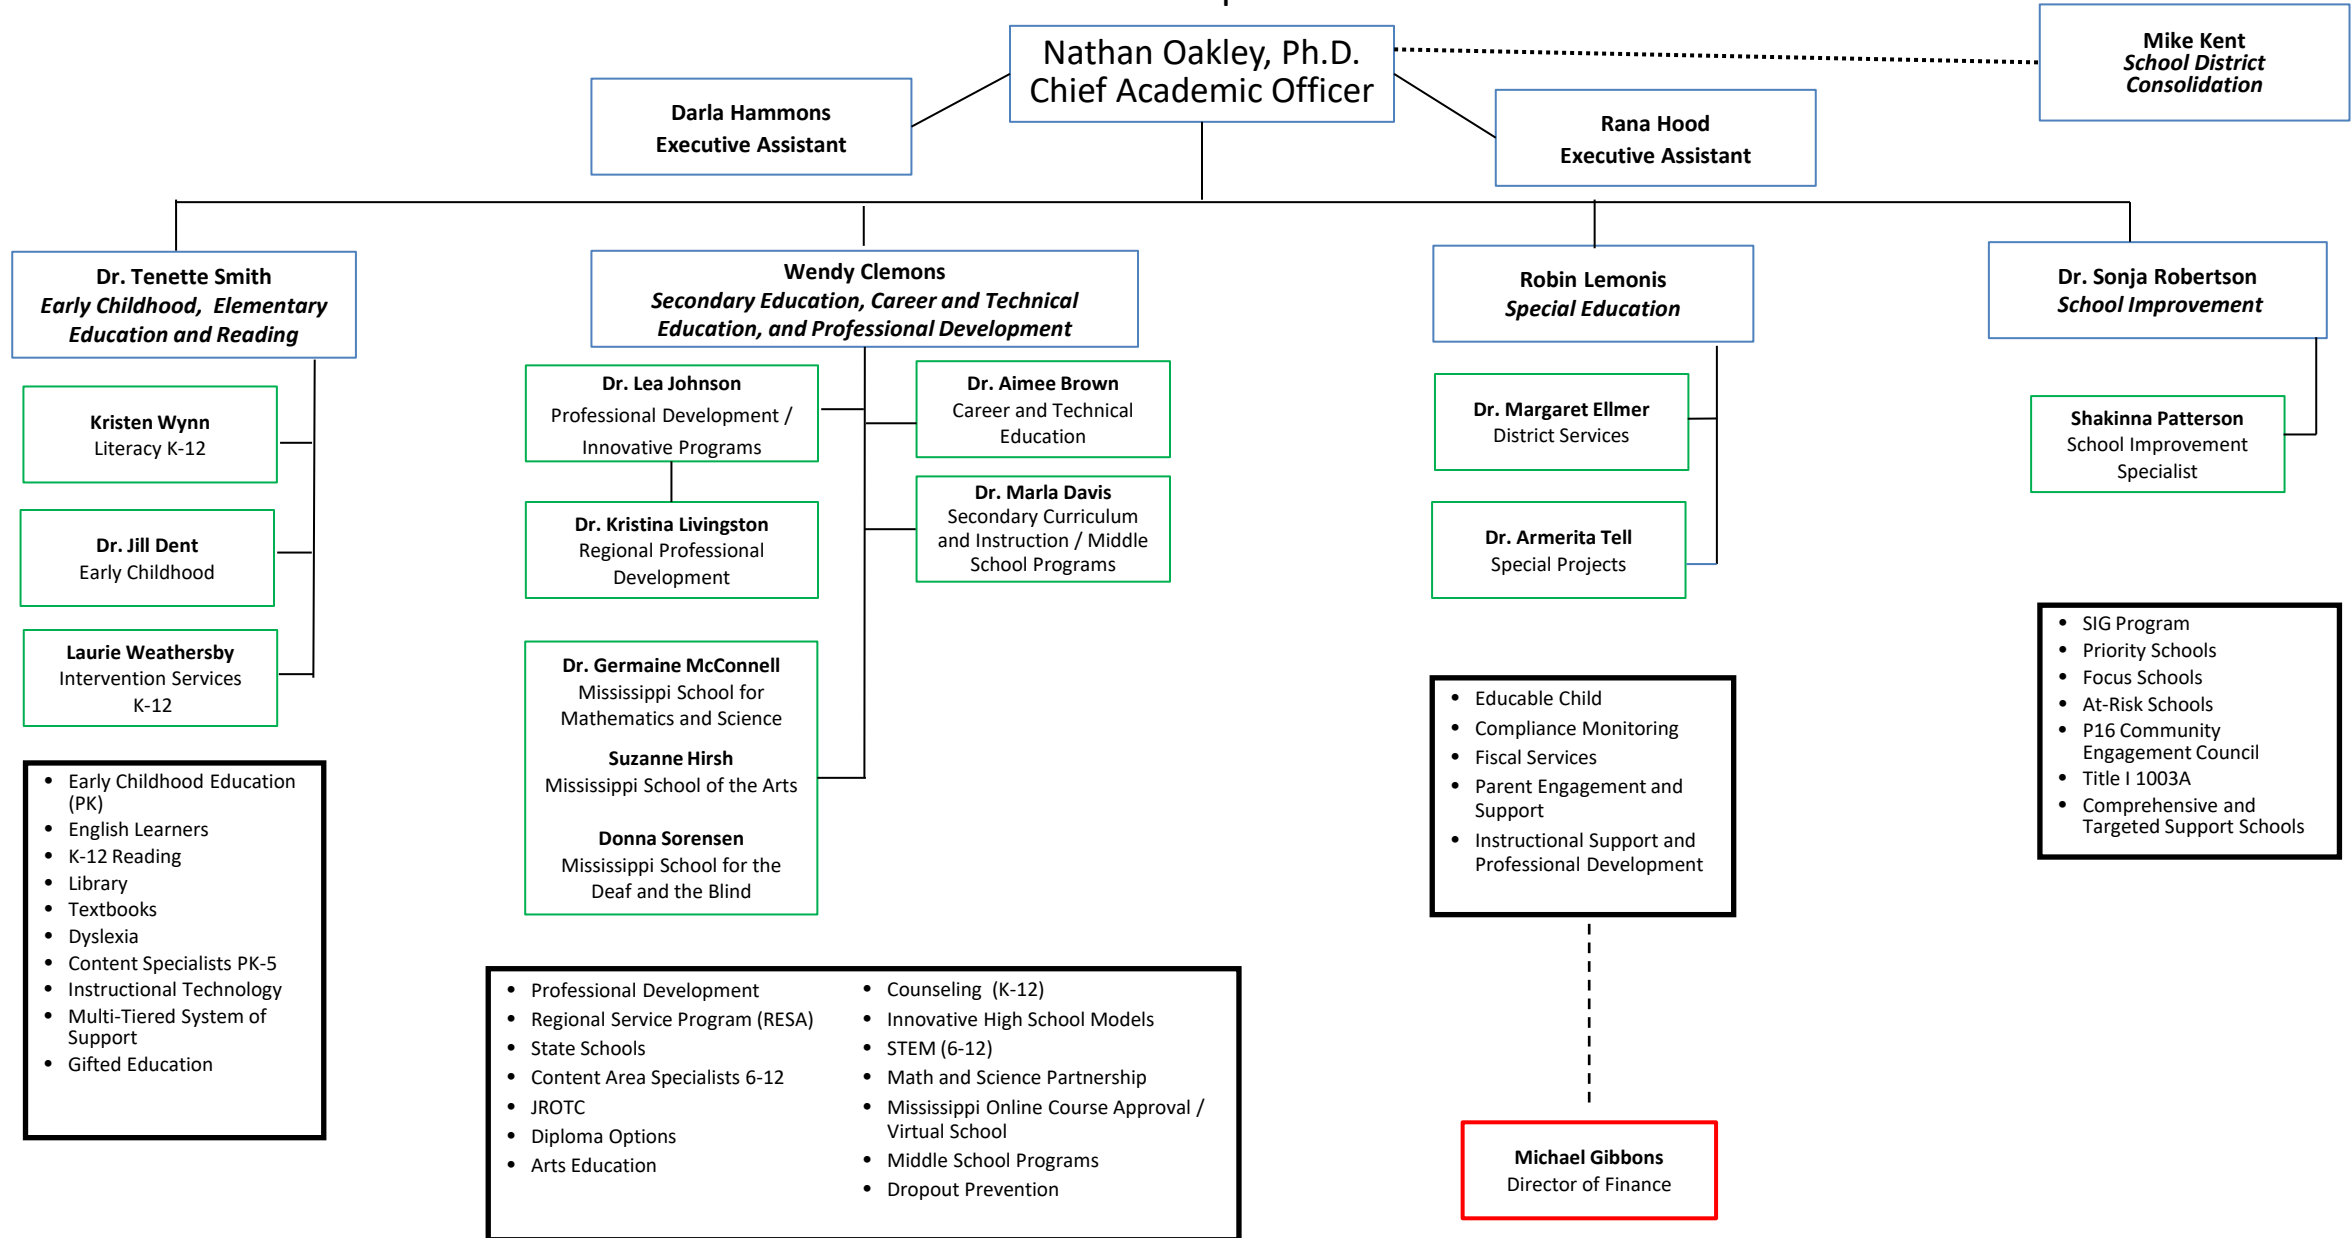 Nathan Oakley, Ph.D.
Chief Academic Officer
Mike Kent
School District
Consolidation
Darla Hammons
Executive Assistant
Rana Hood
Executive Assistant
Dr. Tenette Smith
Early Childhood, Elementary
Education and Reading
Kristen Wynn
Literacy K-12
Dr. Jill Dent
Early Childhood
Laurie Weathersby
Intervention Services
K-12
• Early Childhood Education
(PK)
• English Learners
• K-12 Reading
• Library
• Textbooks
• Dyslexia
• Content Specialists PK-5
• Instructional Technology
• Multi-Tiered System of
Support
• Gifted Education
Wendy Clemons
Secondary Education, Career and Technical
Education, and Professional Development
Dr. Lea Johnson
Professional Development /
Innovative Programs
Dr. Kristina Livingston
Regional Professional
Development
Dr. Aimee Brown
Career and Technical
Education
Dr. Marla Davis
Secondary Curriculum
and Instruction / Middle
School Programs
Dr. Germaine McConnell
Mississippi School for
Mathematics and Science
Suzanne Hirsh
Mississippi School of the Arts
Donna Sorensen
Mississippi School for the
Deaf and the Blind
• Professional Development
• Regional Service Program (RESA)
• State Schools
• Content Area Specialists 6-12
• JROTC
• Diploma Options
• Arts Education
• Counseling (K-12)
• Innovative High School Models
• STEM (6-12)
• Math and Science Partnership
• Mississippi Online Course Approval /
Virtual School
• Middle School Programs
• Dropout Prevention
Robin Lemonis
Special Education
Dr. Margaret Ellmer
District Services
Dr. Armerita Tell
Special Projects
• Educable Child
• Compliance Monitoring
• Fiscal Services
• Parent Engagement and
Support
• Instructional Support and
Professional Development
Michael Gibbons
Director of Finance
Dr. Sonja Robertson
School Improvement
Shakinna Patterson
School Improvement
Specialist
• SIG Program
• Priority Schools
• Focus Schools
• At-Risk Schools
• P16 Community
Engagement Council
• Title I 1003A
• Comprehensive and
Targeted Support Schools